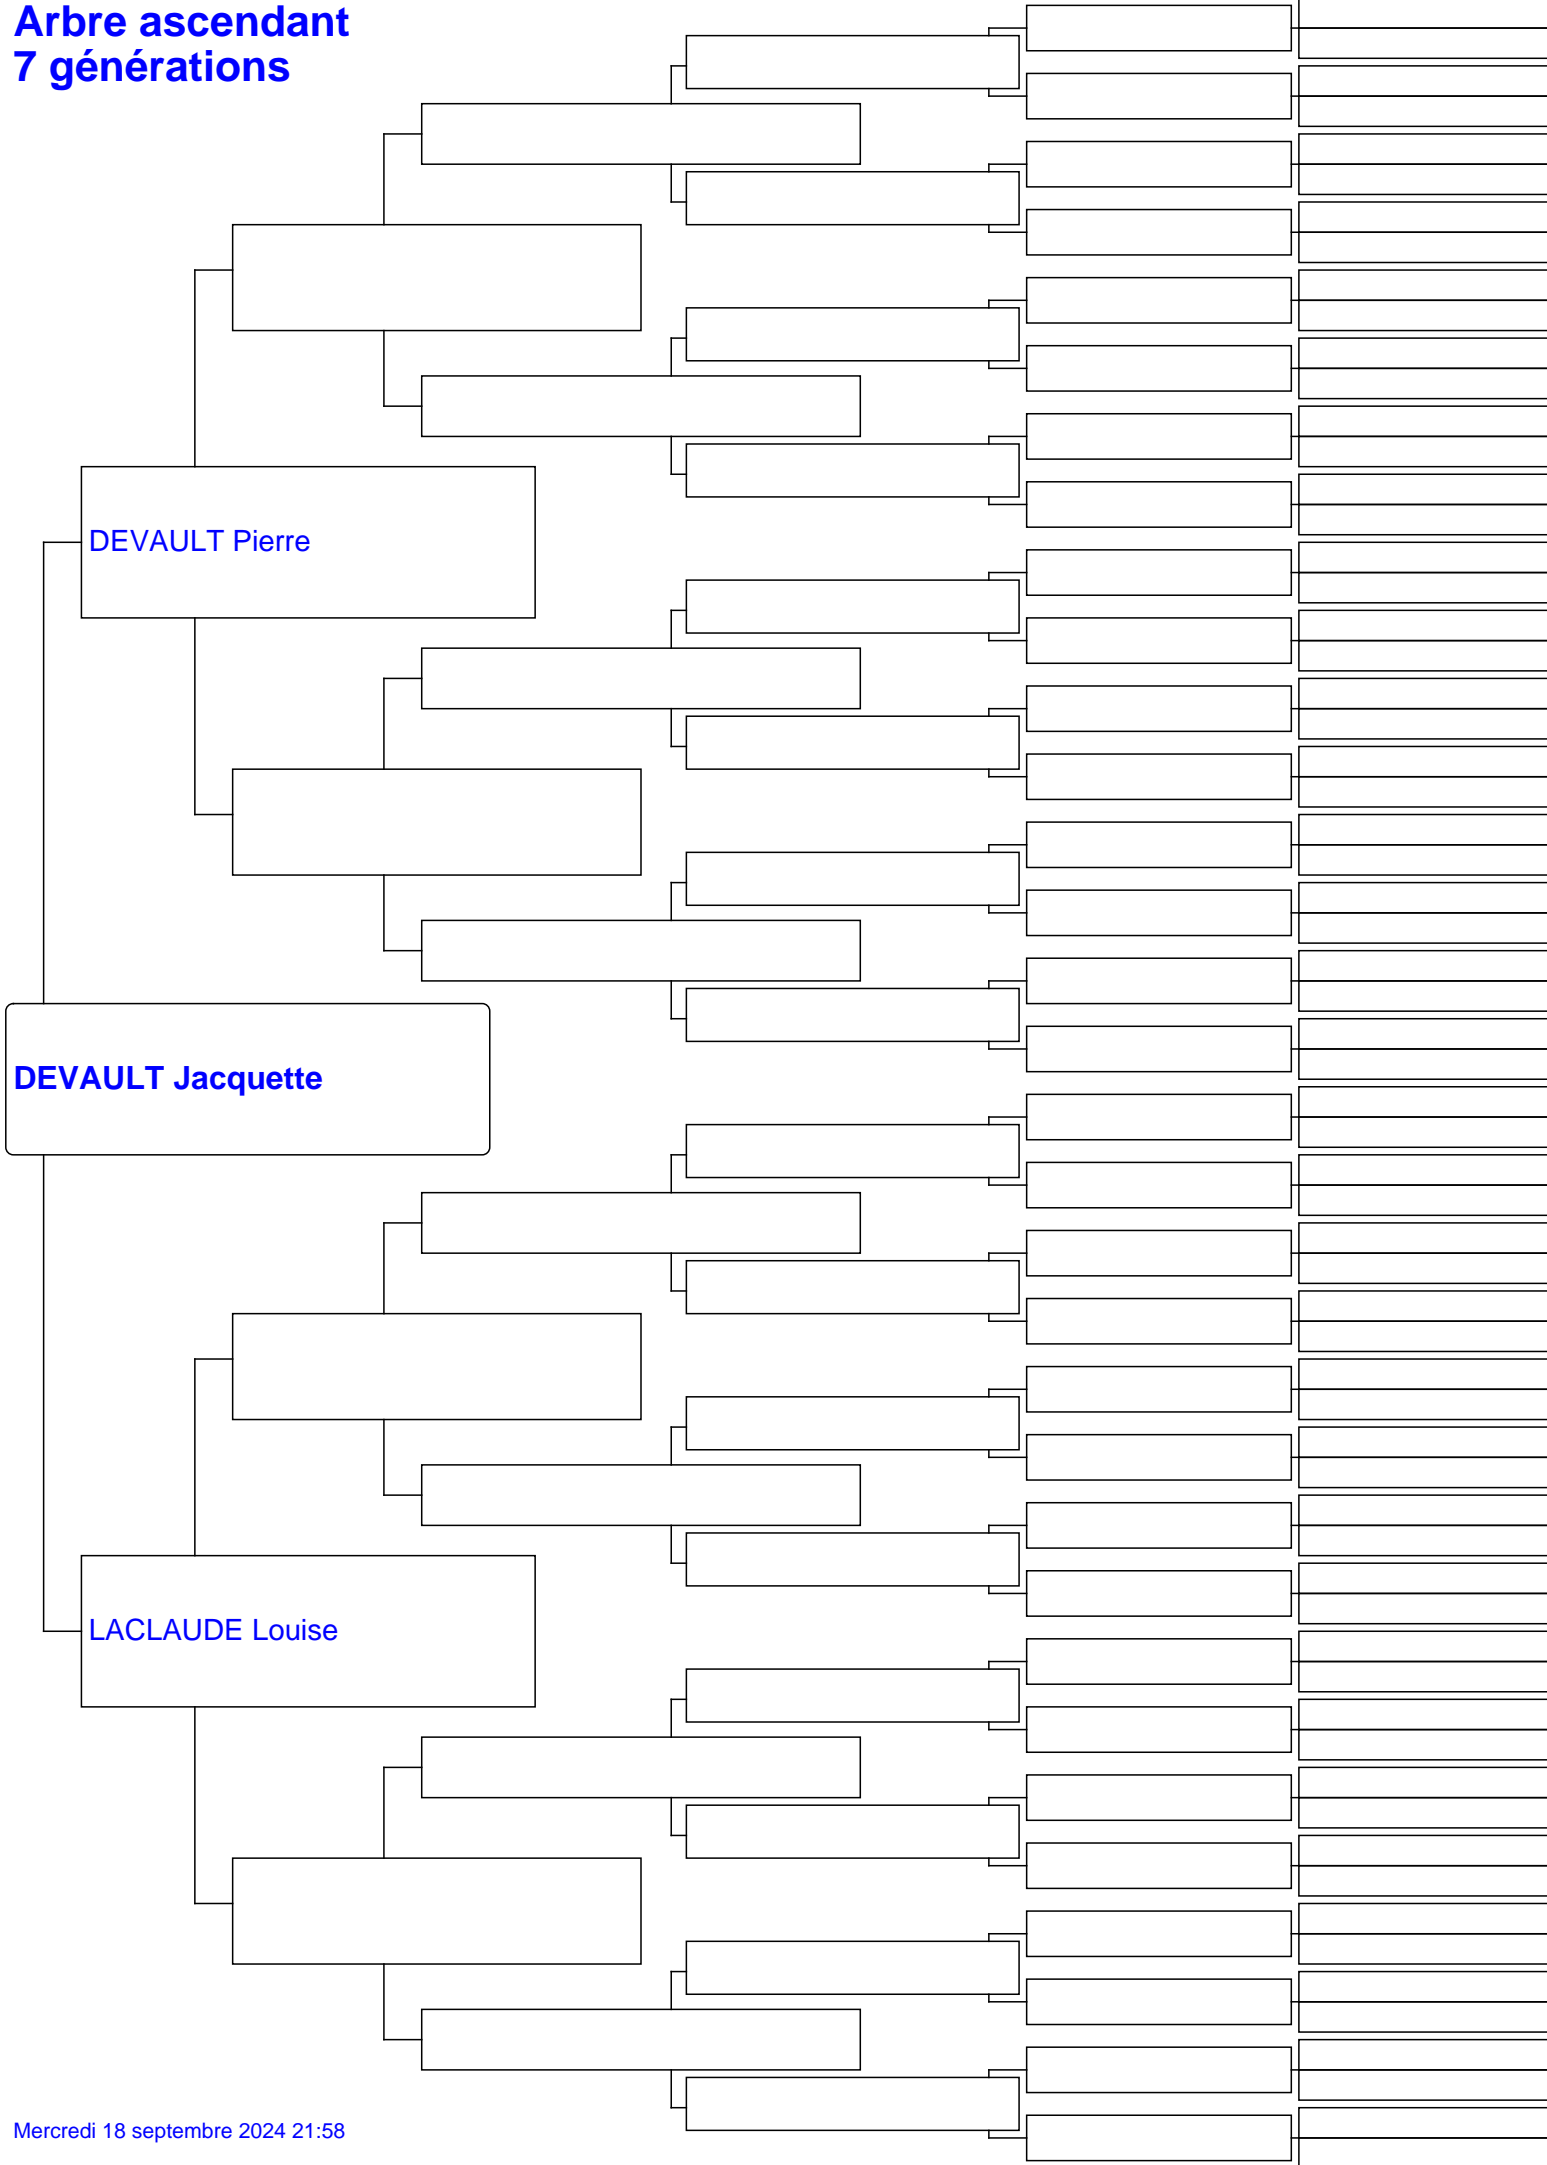 Arbre ascendant
7 générations
DEVAULT Pierre
DEVAULT Jacquette
LACLAUDE Louise
Mercredi 18 septembre 2024 21:58